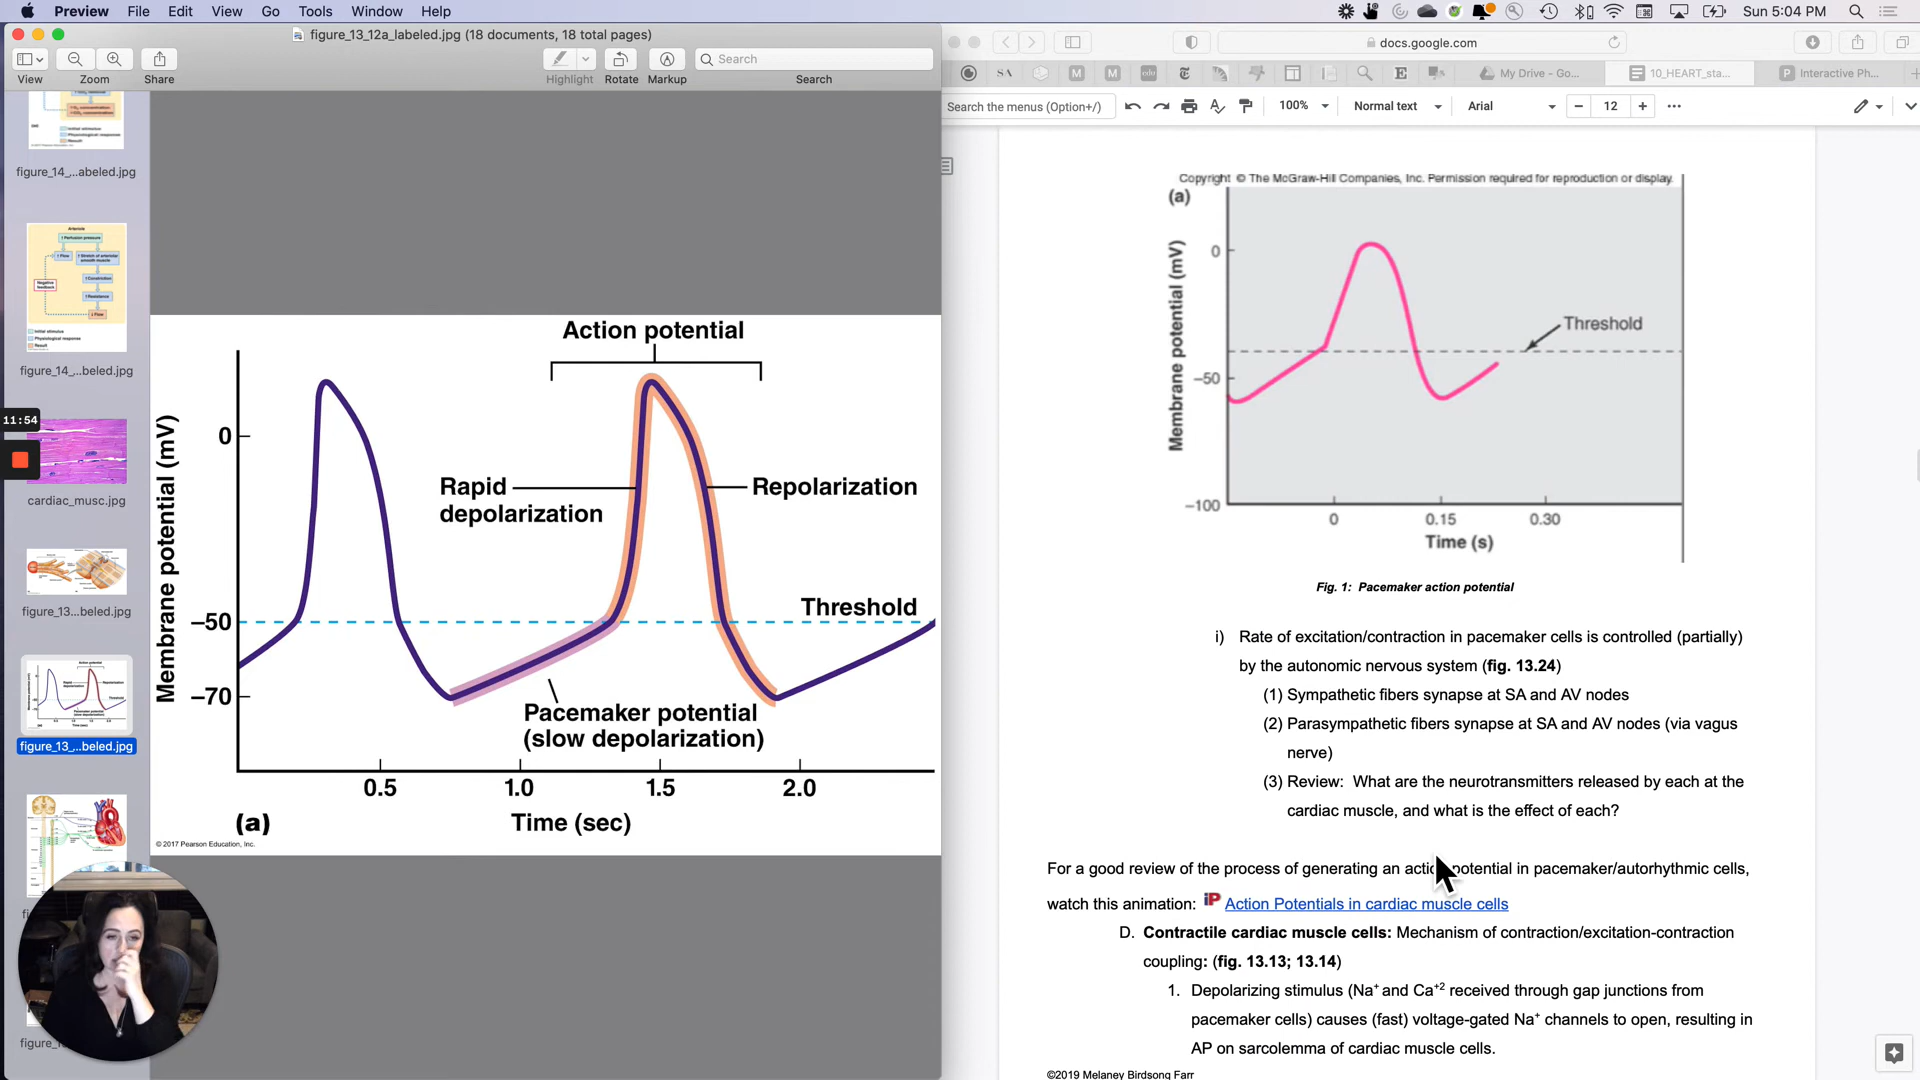 Preview File Edit View Go Tools Window Help
Sun 5:04 PM
figure_13_12a_labeled.jpg (18 documents, 18 total pages)
View Zoom Share Highlight Rotate Markup Search
Search
docs.google.com
My Drive - Go...
10_HEART_sta...
Interactive Ph...
Search the menus (Option+/)
100% Normal text Arial 12
figure_14_...abeled.jpg
figure_14_...beled.jpg
11:54
cardiac_musc.jpg
figure_13...beled.jpg
figure_13_...beled.jpg
Action potential
Membrane potential (mV)
0
Rapid
depolarization
Repolarization
Threshold
–50
–70
Pacemaker potential
(slow depolarization)
0.5 1.0 1.5 2.0
(a) Time (sec)
© 2017 Pearson Education, Inc.
Copyright © The McGraw-Hill Companies, Inc. Permission required for reproduction or display.
(a)
Membrane potential (mV)
0
Threshold
–50
–100
0 0.15 0.30
Time (s)
Fig. 1: Pacemaker action potential
i) Rate of excitation/contraction in pacemaker cells is controlled (partially)
by the autonomic nervous system (fig. 13.24)
(1) Sympathetic fibers synapse at SA and AV nodes
(2) Parasympathetic fibers synapse at SA and AV nodes (via vagus
nerve)
(3) Review: What are the neurotransmitters released by each at the
cardiac muscle, and what is the effect of each?
For a good review of the process of generating an action potential in pacemaker/autorhythmic cells,
watch this animation: iP Action Potentials in cardiac muscle cells
D. Contractile cardiac muscle cells: Mechanism of contraction/excitation-contraction
coupling: (fig. 13.13; 13.14)
1. Depolarizing stimulus (Na⁺ and Ca⁺² received through gap junctions from
pacemaker cells) causes (fast) voltage-gated Na⁺ channels to open, resulting in
AP on sarcolemma of cardiac muscle cells.
©2019 Melaney Birdsong Farr